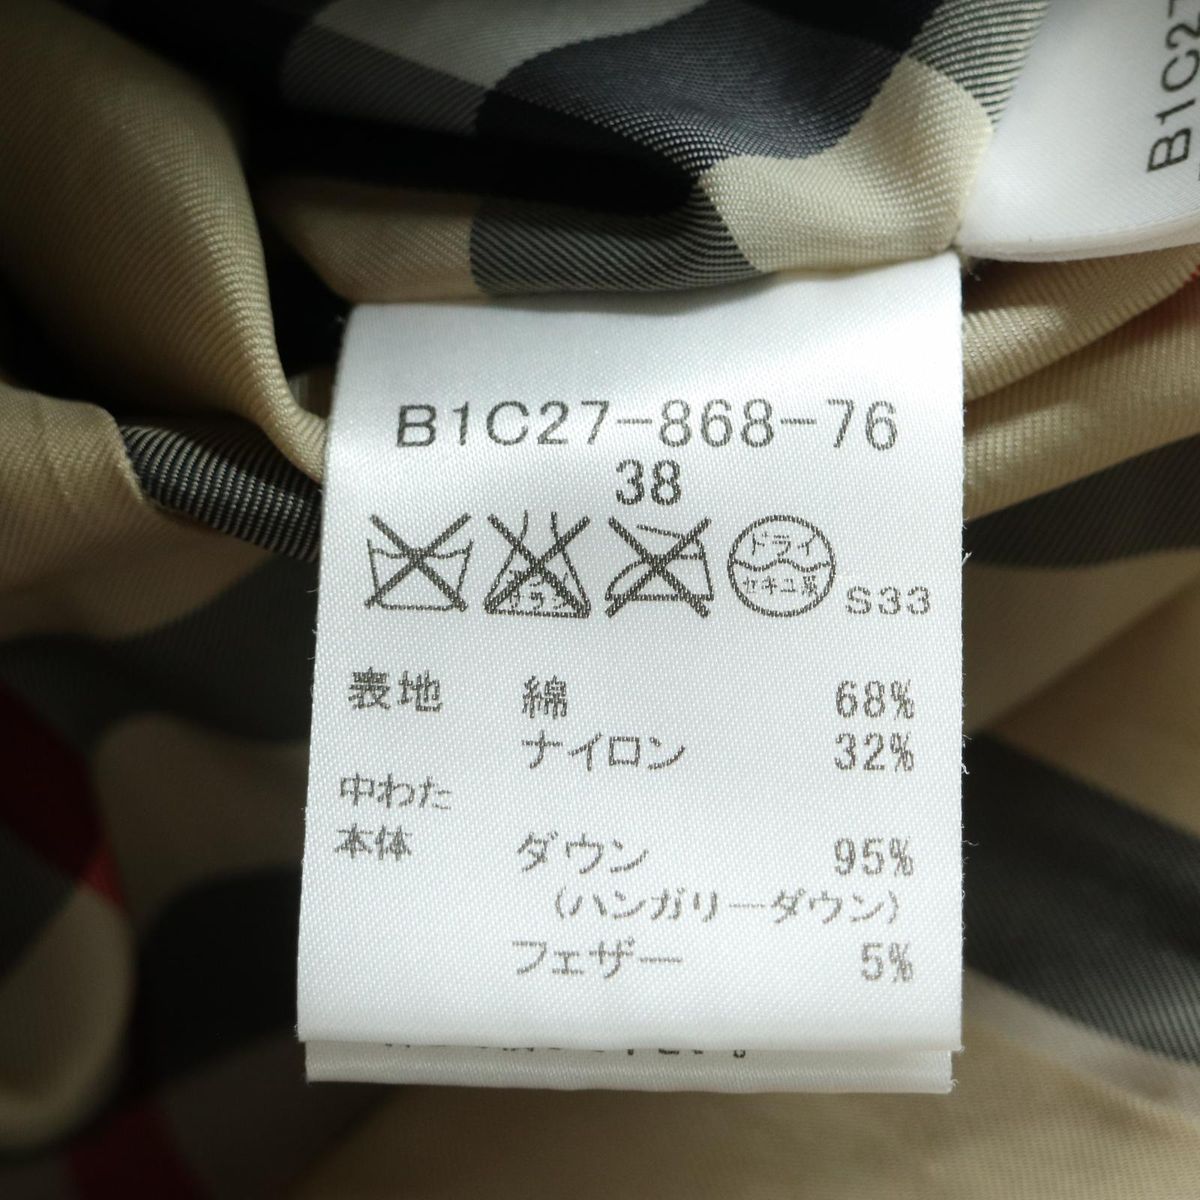 B1C27
B1C27-868-76
38
ドライ
セキユ系 S33
表地 綿 68%
ナイロン 32%
中わた
本体 ダウン 95%
(ハンガリーダウン)
フェザー 5%